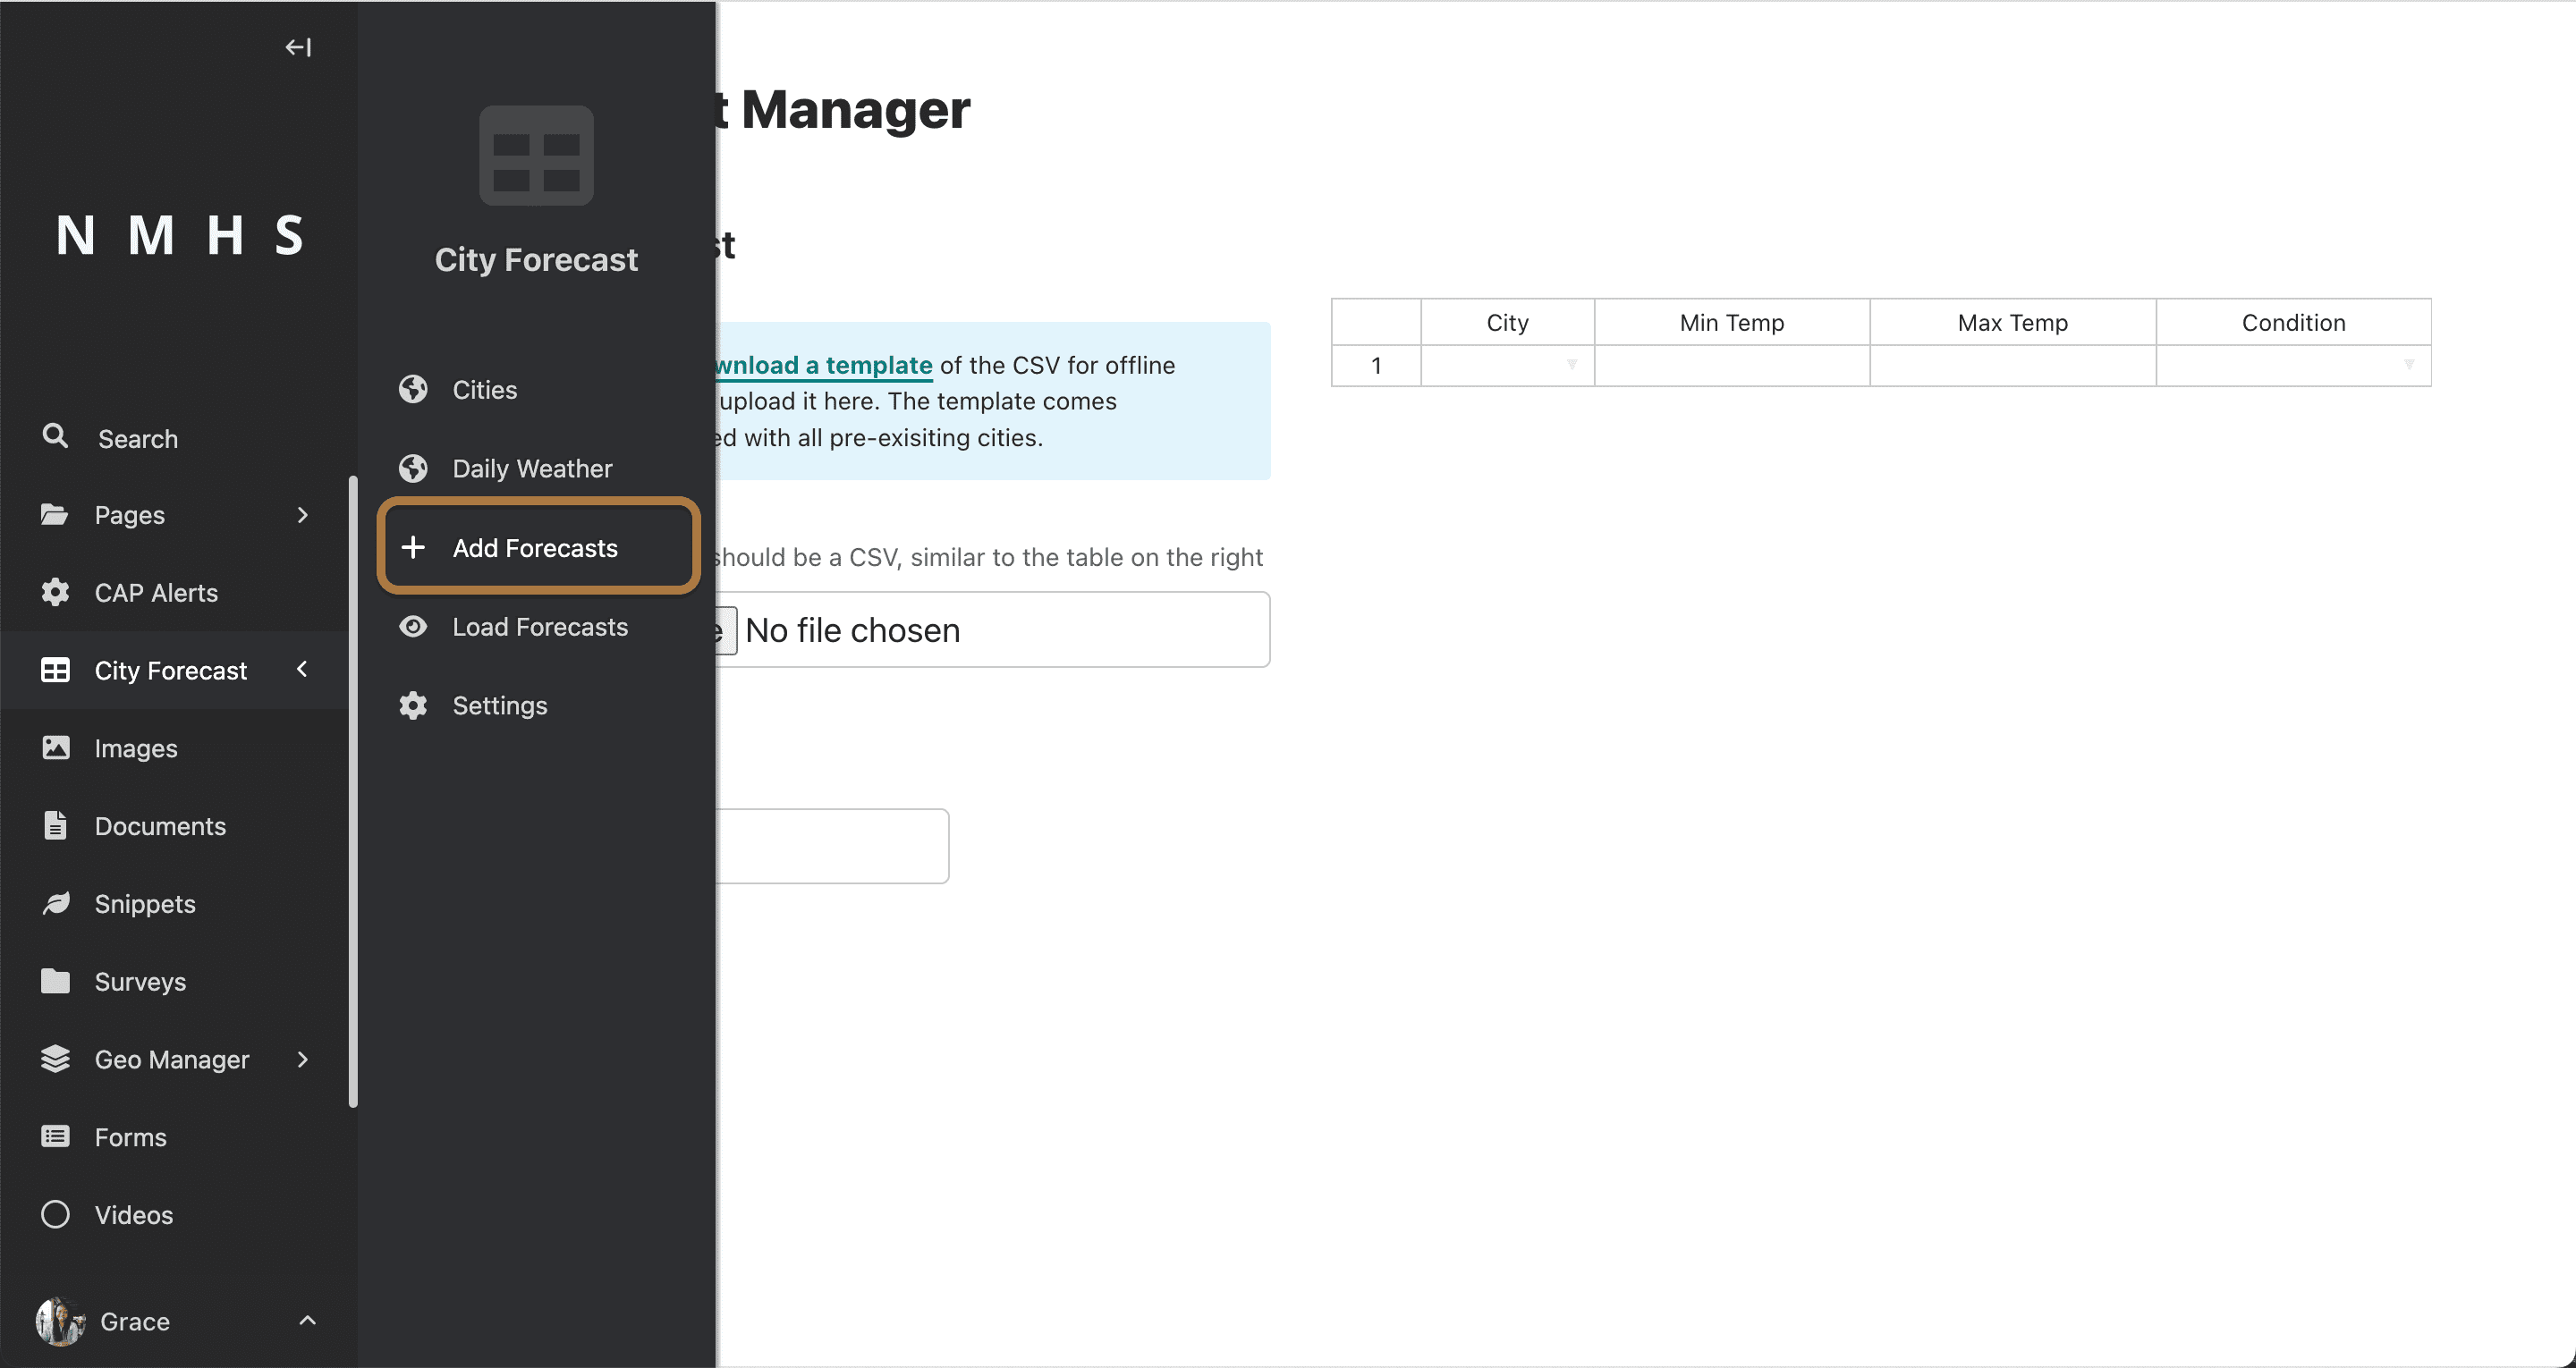 N M H S
Search
Pages
CAP Alerts
City Forecast
Images
Documents
Snippets
Surveys
Geo Manager
Forms
Videos
Grace
City Forecast
Cities
Daily Weather
Add Forecasts
Load Forecasts
Settings
t Manager
st
wnload a template of the CSV for offline
upload it here. The template comes
ed with all pre-exisiting cities.
should be a CSV, similar to the table on the right
e No file chosen
City Min Temp Max Temp Condition
1